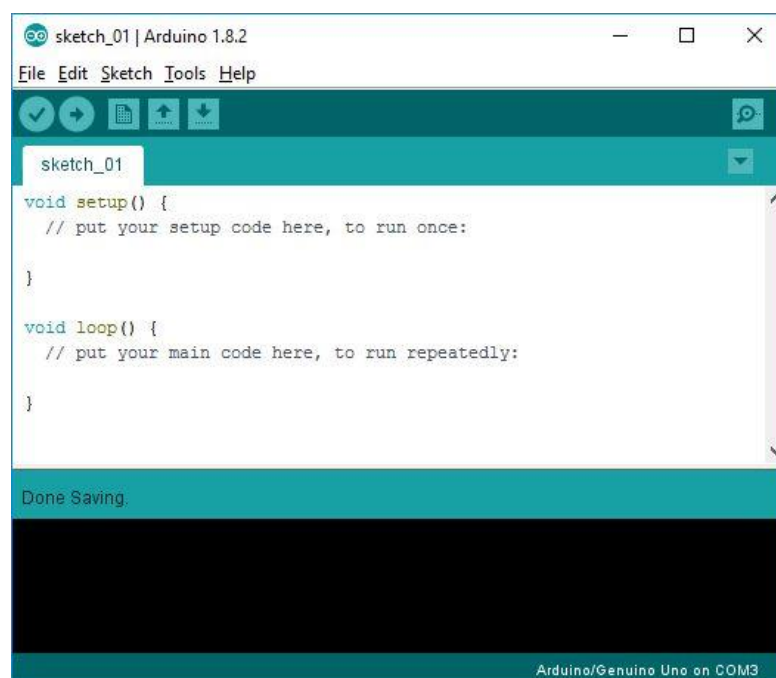 sketch_01 | Arduino 1.8.2
File Edit Sketch Tools Help
sketch_01
void setup() {
  // put your setup code here, to run once:
}
void loop() {
  // put your main code here, to run repeatedly:
}
Done Saving.
Arduino/Genuino Uno on COM3